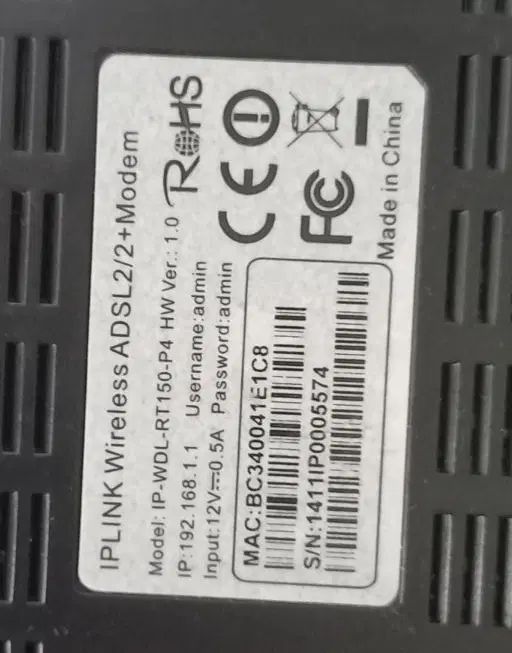 IPLINK Wireless ADSL2/2+Modem
Model: IP-WDL-RT150-P4 HW Ver.: 1.0
IP:192.168.1.1 Username:admin
Input:12V⎓0.5A Password:admin
RoHS
CE
FC
MAC:BC340041E1C8
S/N:1411IP0005574
Made in China